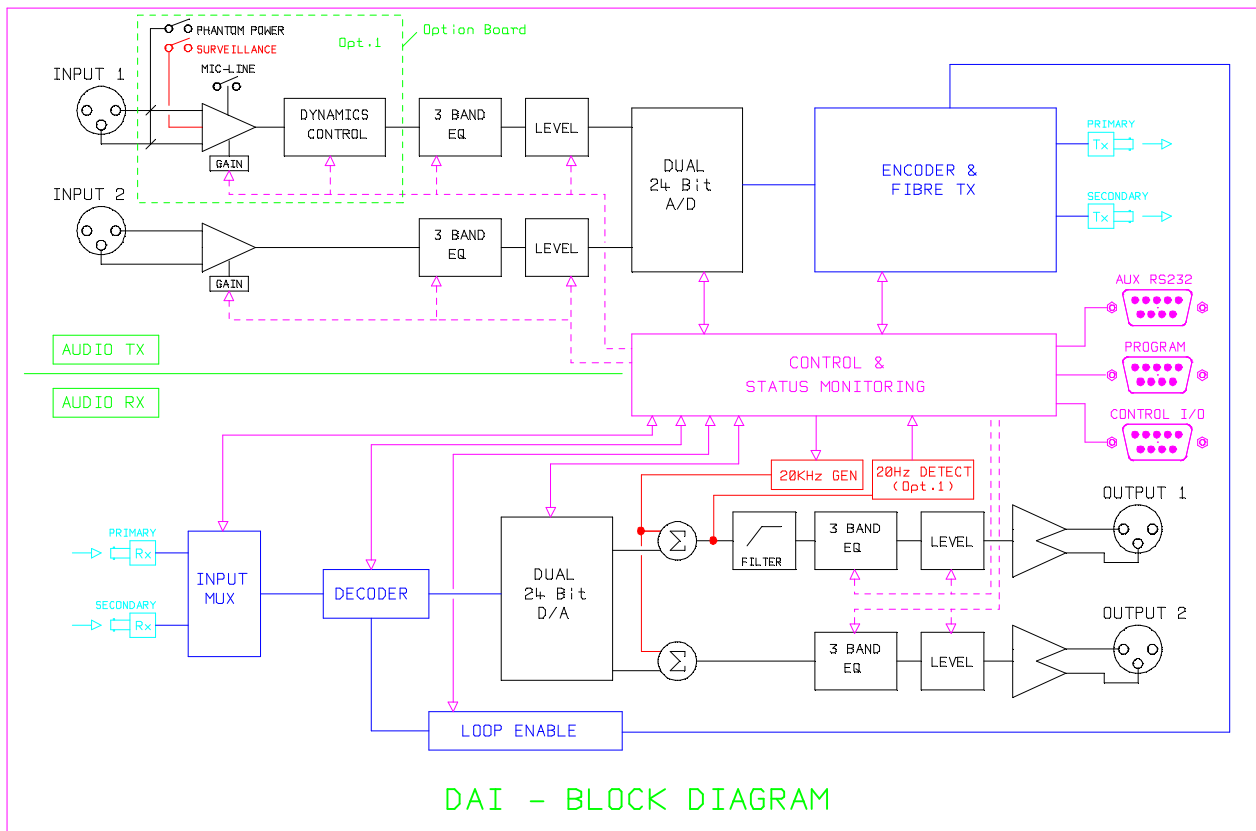 PHANTOM POWER
Option Board
SURVEILLANCE
Opt.1
MIC-LINE
INPUT 1
DYNAMICS
CONTROL
3 BAND
EQ
LEVEL
GAIN
DUAL
24 Bit
A/D
ENCODER &
FIBRE TX
PRIMARY
Tx
SECONDARY
Tx
INPUT 2
3 BAND
EQ
LEVEL
GAIN
AUX RS232
PROGRAM
CONTROL I/O
AUDIO TX
AUDIO RX
CONTROL &
STATUS MONITORING
20KHz GEN
20Hz DETECT
(Opt.1)
PRIMARY
Rx
SECONDARY
Rx
INPUT
MUX
DECODER
DUAL
24 Bit
D/A
Σ
FILTER
3 BAND
EQ
LEVEL
OUTPUT 1
Σ
3 BAND
EQ
LEVEL
OUTPUT 2
LOOP ENABLE
DAI - BLOCK DIAGRAM